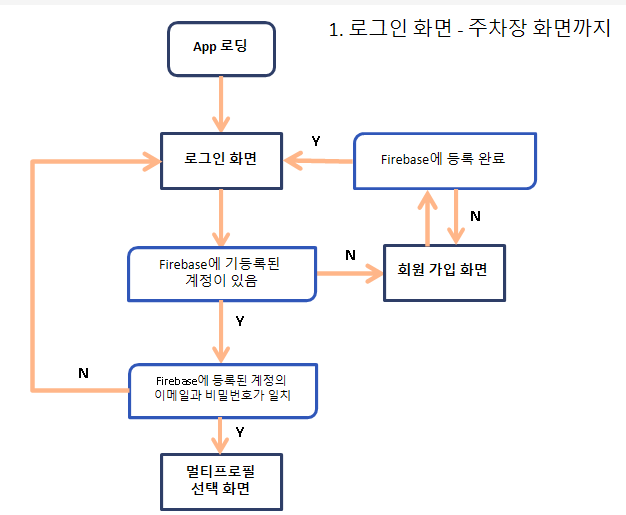 1. 로그인 화면 - 주차장 화면까지
App 로딩
로그인 화면
Y
Firebase에 등록 완료
N
Firebase에 기등록된
계정이 있음
N
회원 가입 화면
Y
Firebase에 등록된 계정의
이메일과 비밀번호가 일치
N
Y
멀티프로필
선택 화면